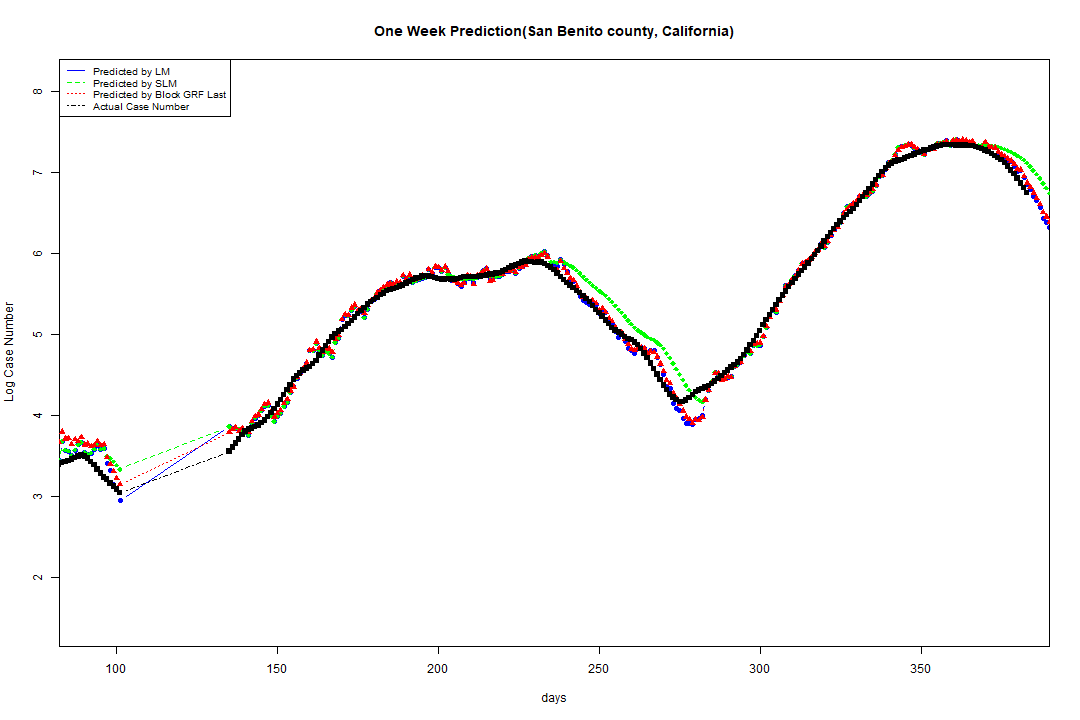 One Week Prediction(San Benito county, California)
Predicted by LM
Predicted by SLM
Predicted by Block GRF Last
Actual Case Number
8
7
6
5
4
3
2
Log Case Number
100 150 200 250 300 350
days